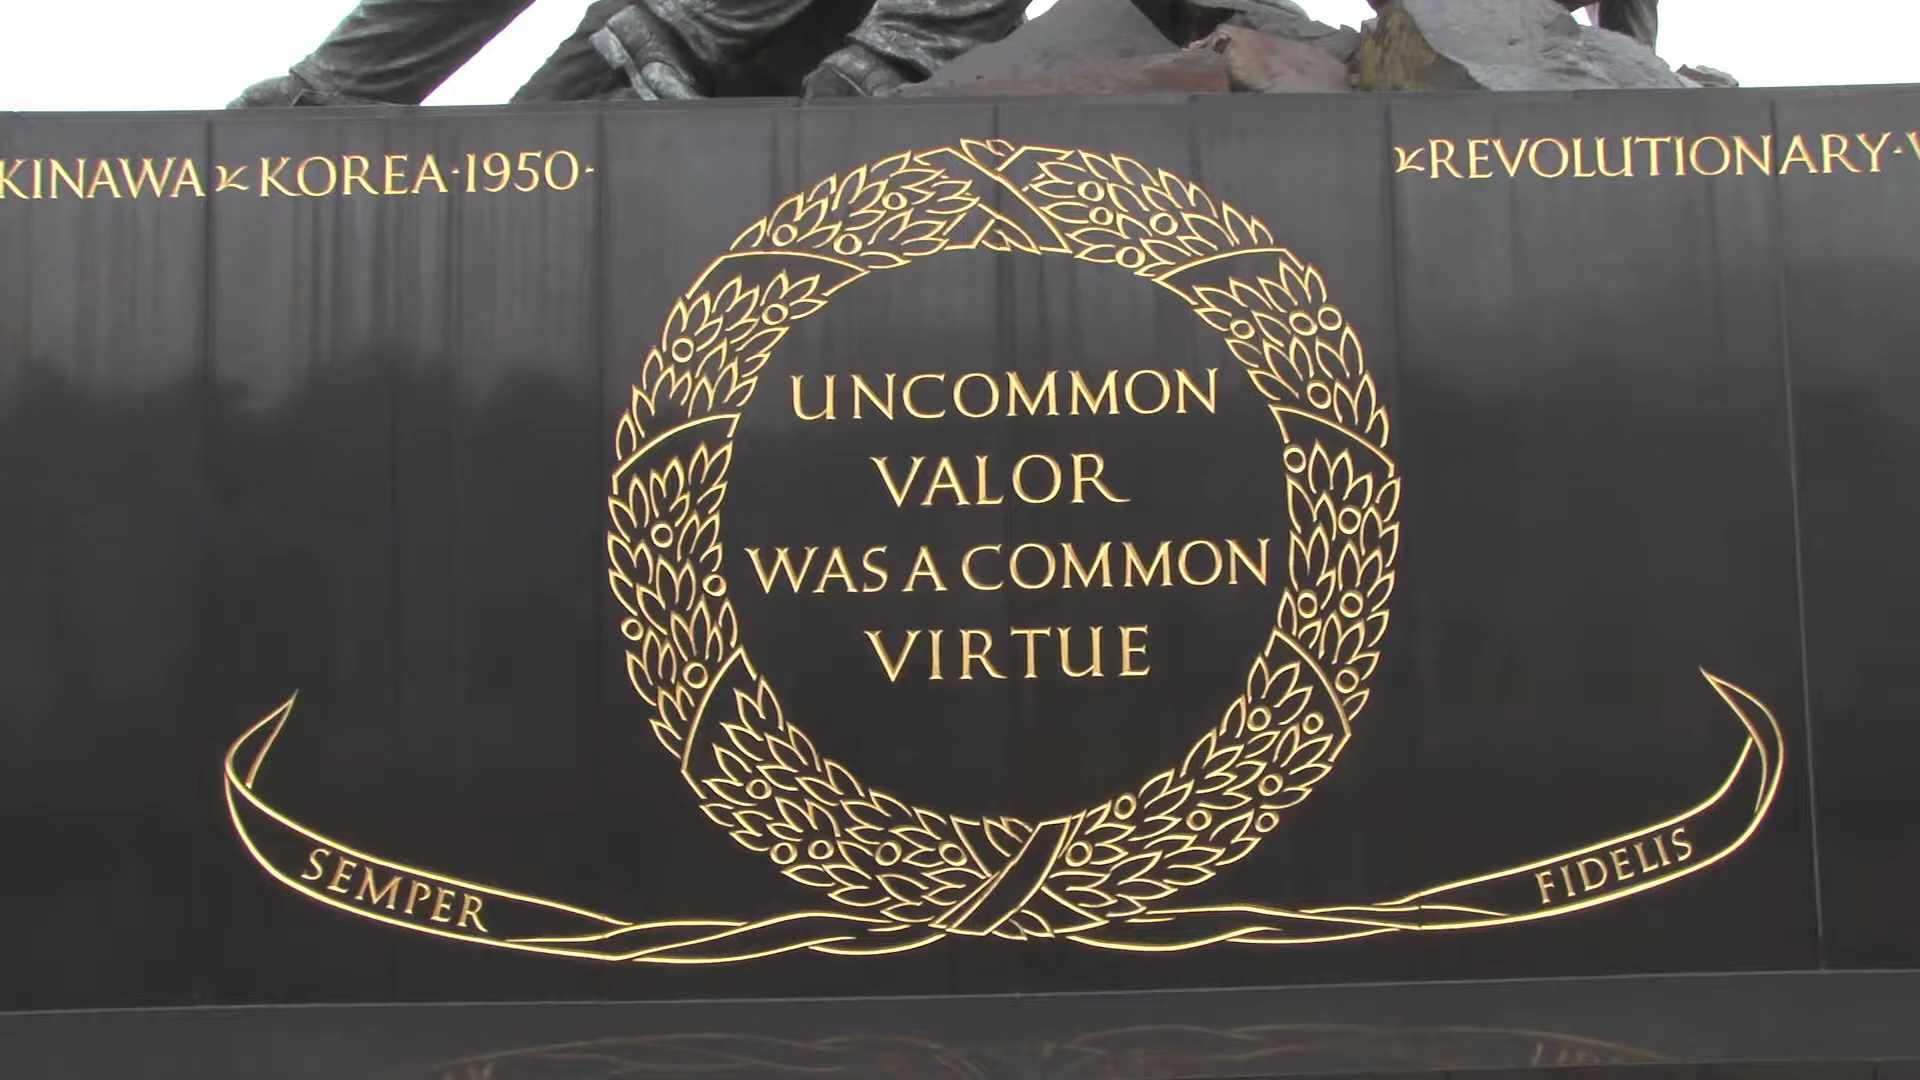 KINAWA KOREA·1950·
REVOLUTIONARY·
UNCOMMON
VALOR
WAS A COMMON
VIRTUE
SEMPER
FIDELIS